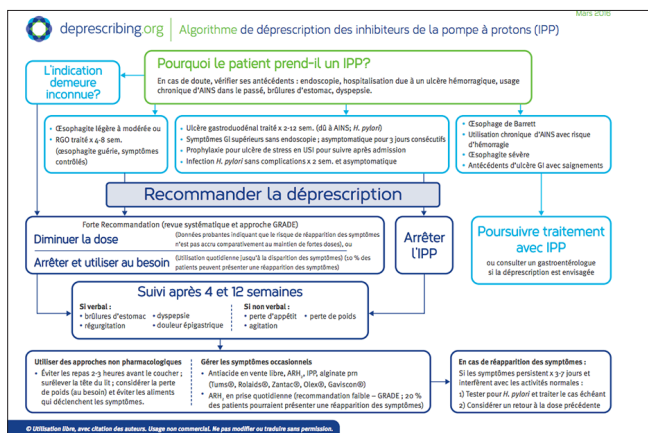 Mars 2016
deprescribing.org | Algorithme de déprescription des inhibiteurs de la pompe à protons (IPP)
Pourquoi le patient prend-il un IPP?
En cas de doute, vérifier ses antécédents : endoscopie, hospitalisation due à un ulcère hémorragique, usage
chronique d'AINS dans le passé, brûlures d'estomac, dyspepsie.
L'indication
demeure
inconnue?
• Œsophagite légère à modérée ou
• RGO traité x 4-8 sem.
(œsophagite guérie, symptômes
contrôlés)
• Ulcère gastroduodénal traité x 2-12 sem. (dû à AINS; H. pylori)
• Symptômes GI supérieurs sans endoscopie ; asymptomatique pour 3 jours consécutifs
• Prophylaxie pour ulcère de stress en USI pour suivre après admission
• Infection H. pylori sans complications x 2 sem. et asymptomatique
• Œsophage de Barrett
• Utilisation chronique d'AINS avec risque
d'hémorragie
• Œsophagite sévère
• Antécédents d'ulcère GI avec saignements
Recommander la déprescription
Forte Recommandation (revue systématique et approche GRADE)
Diminuer la dose
(Données probantes indiquant que le risque de réapparition des symptômes
n'est pas accru comparativement au maintien de fortes doses), ou
Arrêter et utiliser au besoin
(Utilisation quotidienne jusqu'à la disparition des symptômes) (10 % des
patients peuvent présenter une réapparition des symptômes)
Arrêter
l'IPP
Poursuivre traitement
avec IPP
ou consulter un gastroentérologue
si la déprescription est envisagée
Suivi après 4 et 12 semaines
Si verbal :
• brûlures d'estomac
• dyspepsie
• régurgitation
• douleur épigastrique
Si non verbal :
• perte d'appétit
• perte de poids
• agitation
Utiliser des approches non pharmacologiques
• Éviter les repas 2-3 heures avant le coucher ;
surélever la tête du lit ; considérer la perte
de poids (au besoin) et éviter les aliments
qui déclenchent les symptômes.
Gérer les symptômes occasionnels
• Antiacide en vente libre, ARH₂, IPP, alginate prn
(Tums®, Rolaids®, Zantac®, Olex®, Gaviscon®)
• ARH₂ en prise quotidienne (recommandation faible – GRADE ; 20 %
des patients pourraient présenter une réapparition des symptômes)
En cas de réapparition des symptômes :
Si les symptômes persistent x 3-7 jours et
interfèrent avec les activités normales :
1) Tester pour H. pylori et traiter le cas échéant
2) Considérer un retour à la dose précédente
© Utilisation libre, avec citation des auteurs. Usage non commercial. Ne pas modifier ou traduire sans permission.